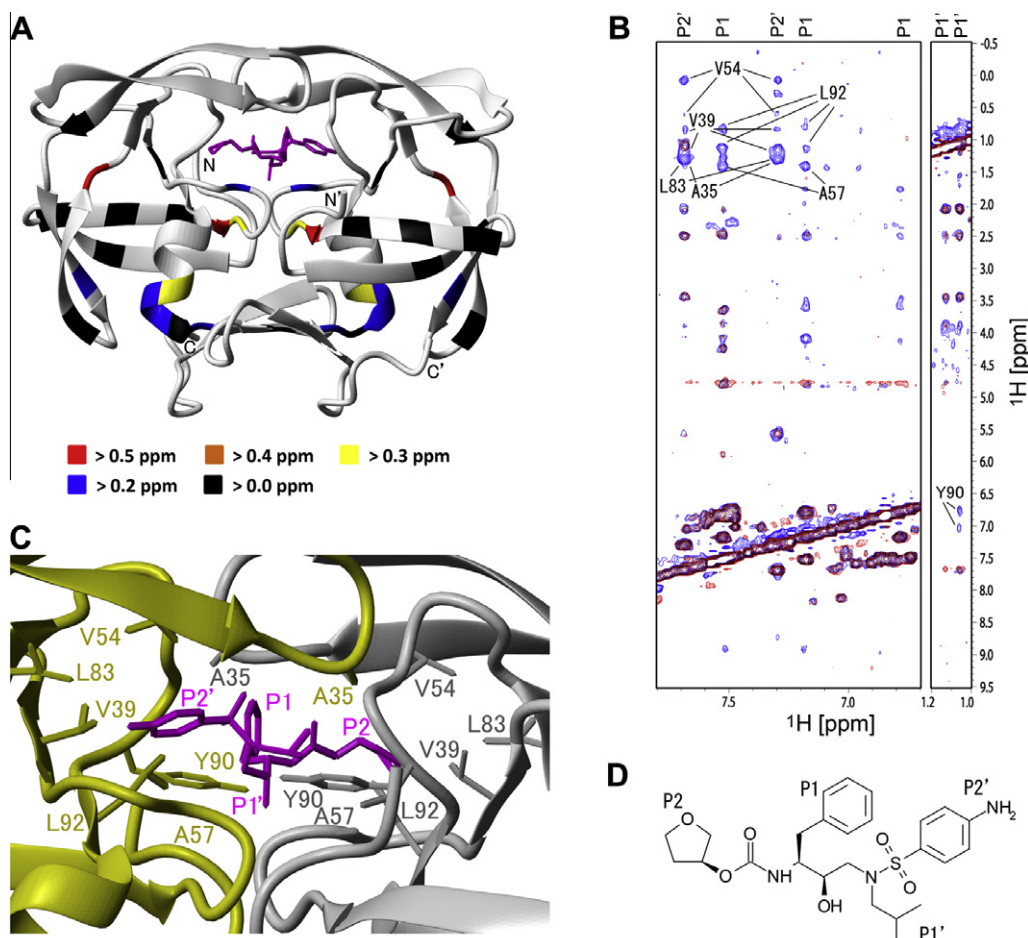 A
N
N'
C
C'
> 0.5 ppm > 0.4 ppm > 0.3 ppm
> 0.2 ppm > 0.0 ppm
B
P2' P1 P2' P1 P1 P1' P1'
V54
L92
V39
L83 A35 A57
Y90
-0.5
0.0
0.5
1.0
1.5
2.0
2.5
3.0
3.5
4.0
4.5
5.0
5.5
6.0
6.5
7.0
7.5
8.0
8.5
9.0
9.5
1H [ppm]
7.5 7.0 1.2 1.0
1H [ppm]
C
V54
L83
A35
A35
V54
P2' P1
V39
P2
L83
V39
Y90
P1' Y90
L92 A57 L92
A57
D
P2 P1 P2'
O
NH2
O
O
O
NH
S
N
O
O
OH
P1'